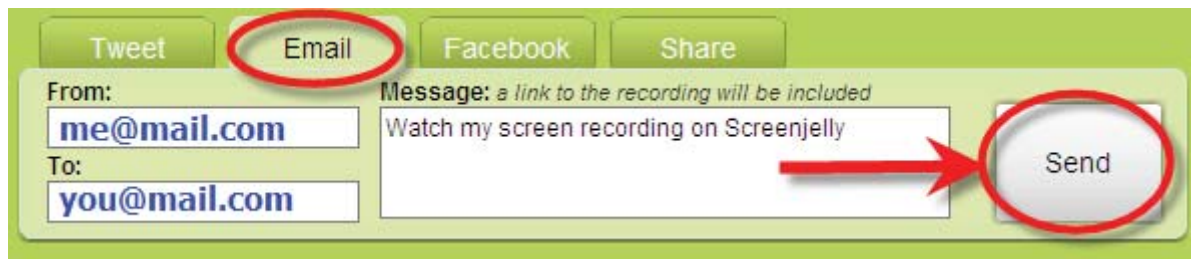 Tweet Email Facebook Share
From: Message: a link to the recording will be included
me@mail.com Watch my screen recording on Screenjelly
To:
you@mail.com
Send